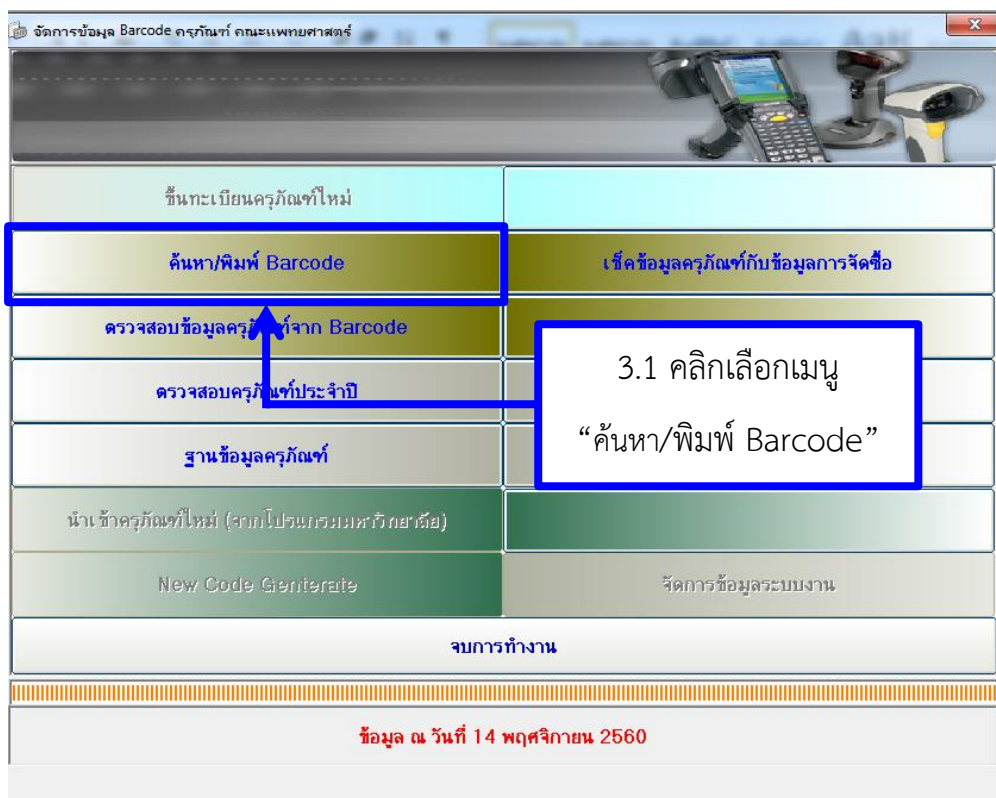 จัดการข้อมูล Barcode ครุภัณฑ์ คณะแพทยศาสตร์
ขึ้นทะเบียนครุภัณฑ์ใหม่
ค้นหา/พิมพ์ Barcode
เช็คข้อมูลครุภัณฑ์กับข้อมูลการจัดซื้อ
ตรวจสอบข้อมูลครุภัณฑ์จาก Barcode
3.1 คลิกเลือกเมนู
“ค้นหา/พิมพ์ Barcode”
ตรวจสอบครุภัณฑ์ประจำปี
ฐานข้อมูลครุภัณฑ์
นำเข้าครุภัณฑ์ใหม่ (จากโปรแกรมมหาวิทยาลัย)
New Code Genterate
จัดการข้อมูลระบบงาน
จบการทำงาน
ข้อมูล ณ วันที่ 14 พฤศจิกายน 2560